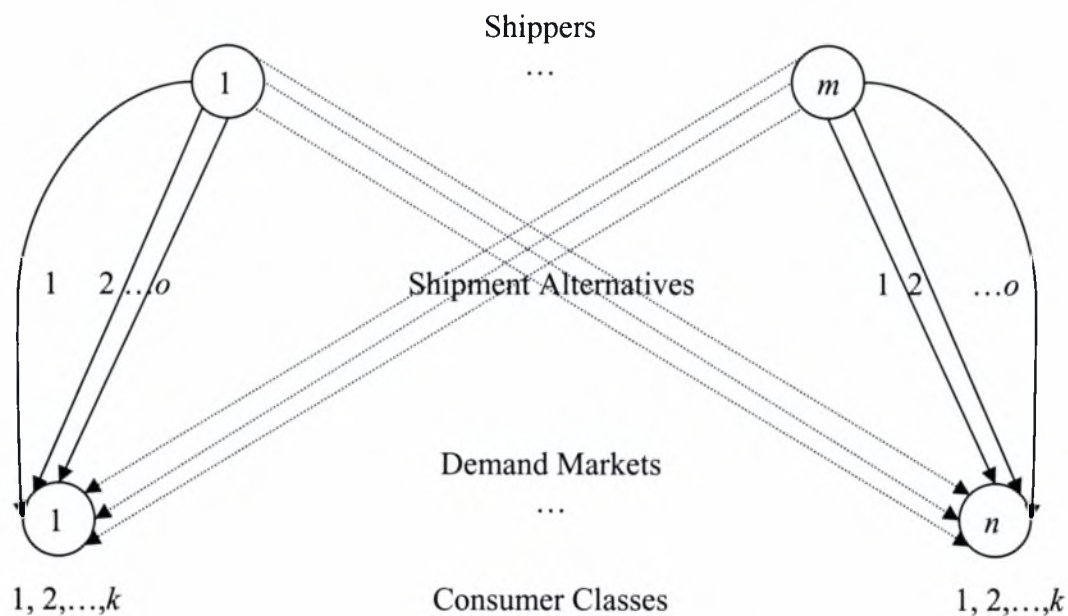 Shippers
1 … m
1 2 …o Shipment Alternatives 1 2 …o
Demand Markets
1 … n
1, 2,…,k Consumer Classes 1, 2,…,k